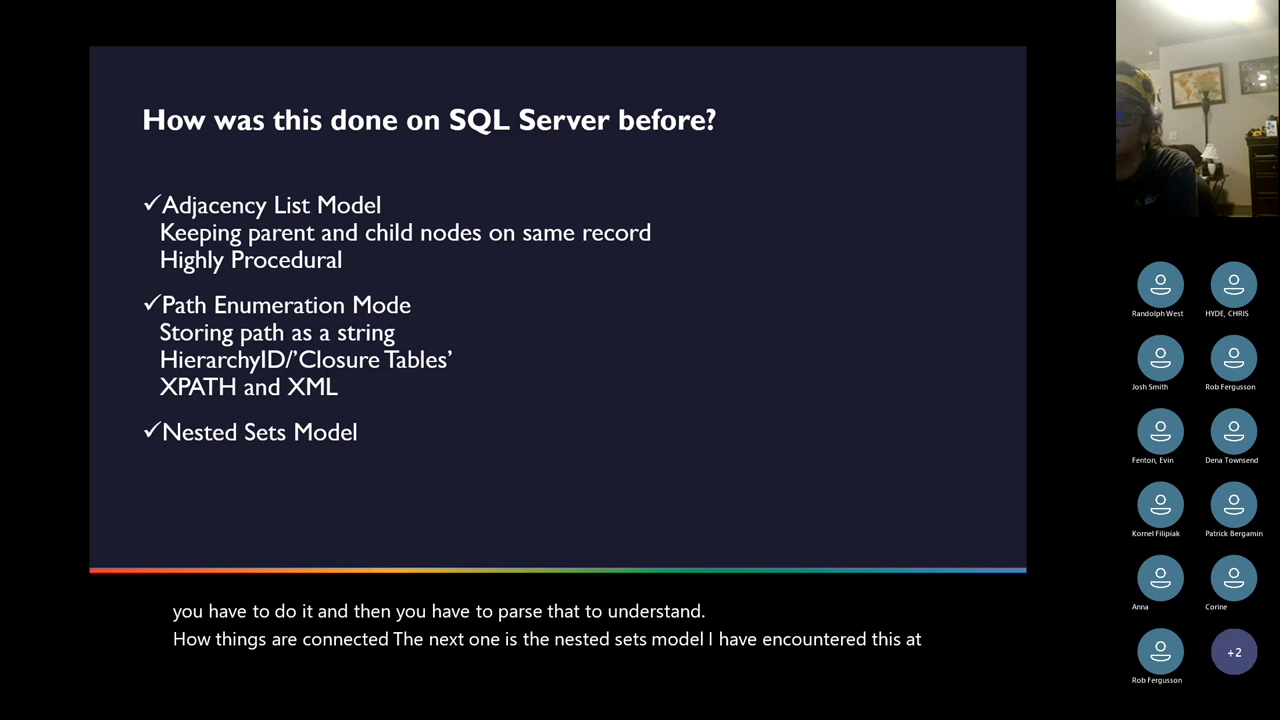 How was this done on SQL Server before?
✓Adjacency List Model
Keeping parent and child nodes on same record
Highly Procedural
✓Path Enumeration Mode
Storing path as a string
HierarchyID/’Closure Tables’
XPATH and XML
✓Nested Sets Model
you have to do it and then you have to parse that to understand.
How things are connected The next one is the nested sets model I have encountered this at
Randolph West
HYDE, CHRIS
Josh Smith
Rob Fergusson
Fenton, Evin
Dena Townsend
Kornel Filipiak
Patrick Bergamin
Anna
Corine
Rob Fergusson
+2